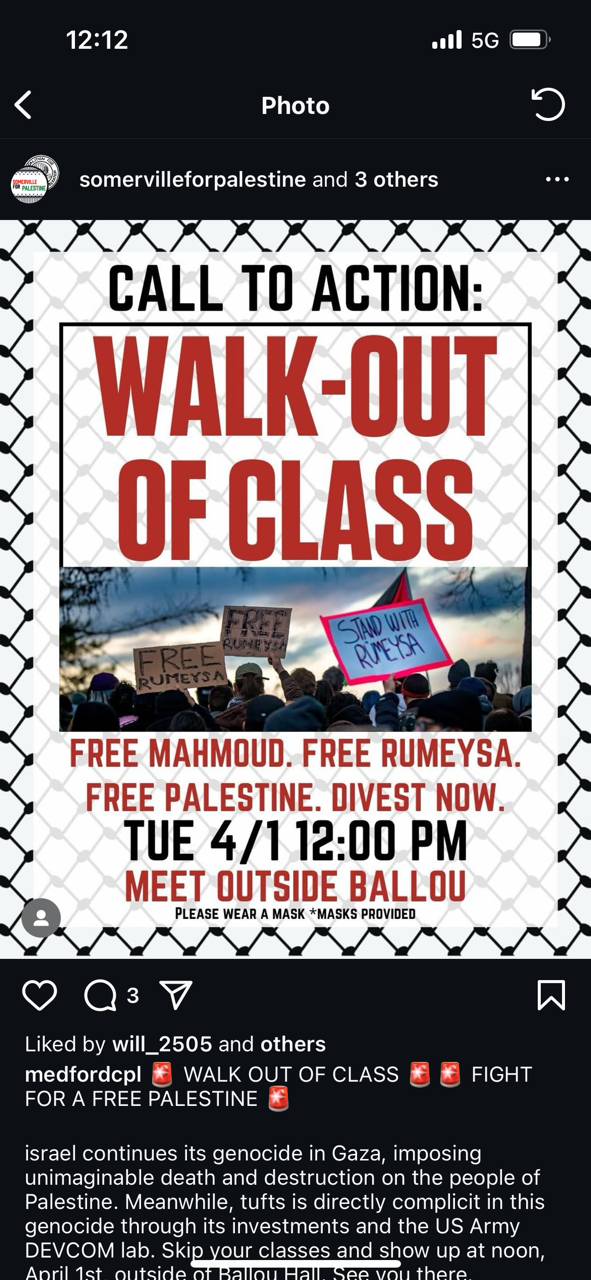 12:12
5G
Photo
SOMERVILLE
FOR PALESTINE
somervilleforpalestine and 3 others
CALL TO ACTION:
WALK-OUT
OF CLASS
FREE
RUMEYSA
FREE
RUMEYSA
STAND WITH
RUMEYSA
FREE MAHMOUD. FREE RUMEYSA.
FREE PALESTINE. DIVEST NOW.
TUE 4/1 12:00 PM
MEET OUTSIDE BALLOU
PLEASE WEAR A MASK *MASKS PROVIDED
3
Liked by will_2505 and others
medfordcpl 🚨 WALK OUT OF CLASS 🚨 🚨 FIGHT
FOR A FREE PALESTINE 🚨
israel continues its genocide in Gaza, imposing
unimaginable death and destruction on the people of
Palestine. Meanwhile, tufts is directly complicit in this
genocide through its investments and the US Army
DEVCOM lab. Skip your classes and show up at noon,
April 1st, outside of Ballou Hall. See you there.